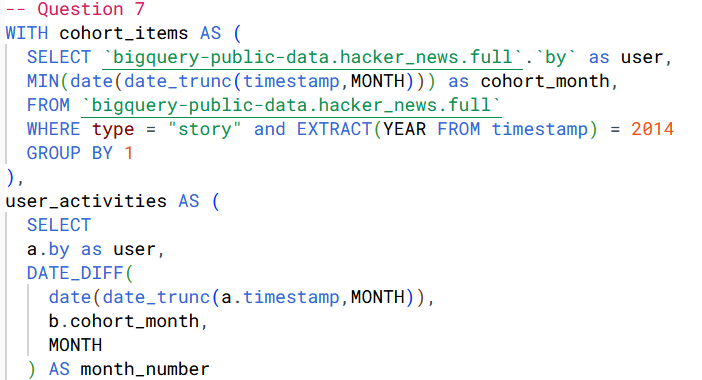 -- Question 7
WITH cohort_items AS (
SELECT `bigquery-public-data.hacker_news.full`.`by` as user,
MIN(date(date_trunc(timestamp,MONTH))) as cohort_month,
FROM `bigquery-public-data.hacker_news.full`
WHERE type = "story" and EXTRACT(YEAR FROM timestamp) = 2014
GROUP BY 1
),
user_activities AS (
SELECT
a.by as user,
DATE_DIFF(
date(date_trunc(a.timestamp,MONTH)),
b.cohort_month,
MONTH
) AS month_number